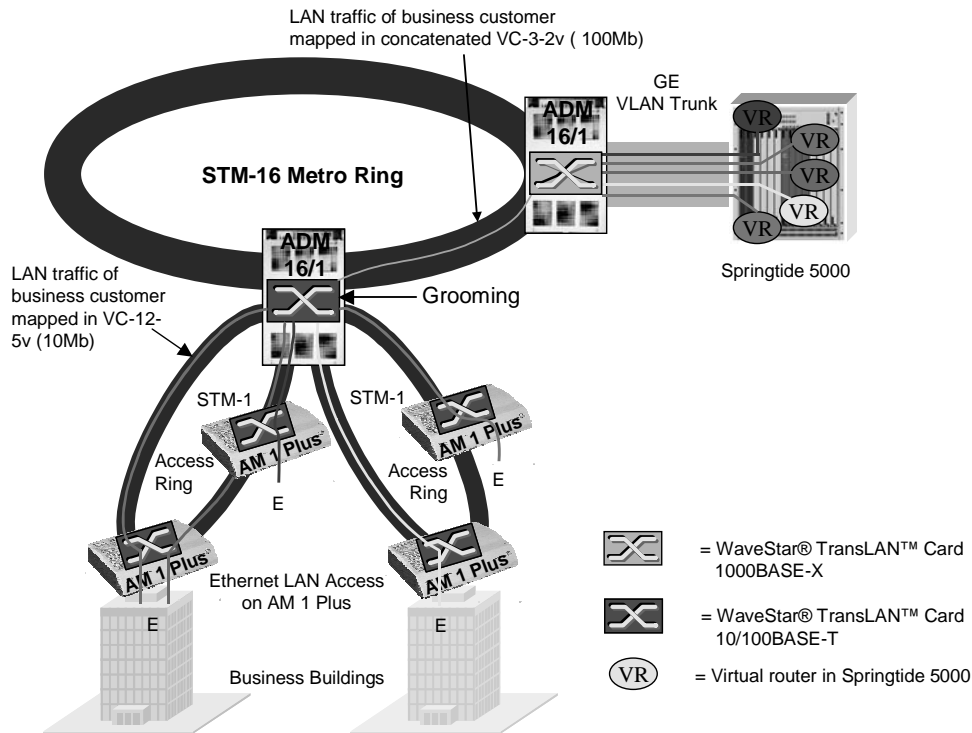 LAN traffic of business customer
mapped in concatenated VC-3-2v ( 100Mb)
GE
VLAN Trunk
ADM
16/1
VR
VR
VR
VR
VR
STM-16 Metro Ring
Springtide 5000
ADM
16/1
LAN traffic of
business customer
mapped in VC-12-
5v (10Mb)
Grooming
STM-1
STM-1
AM 1 Plus
AM 1 Plus
Access
Ring
Access
Ring
E
E
AM 1 Plus
AM 1 Plus
Ethernet LAN Access
on AM 1 Plus
E
E
Business Buildings
= WaveStar® TransLAN™ Card
1000BASE-X
= WaveStar® TransLAN™ Card
10/100BASE-T
VR
= Virtual router in Springtide 5000